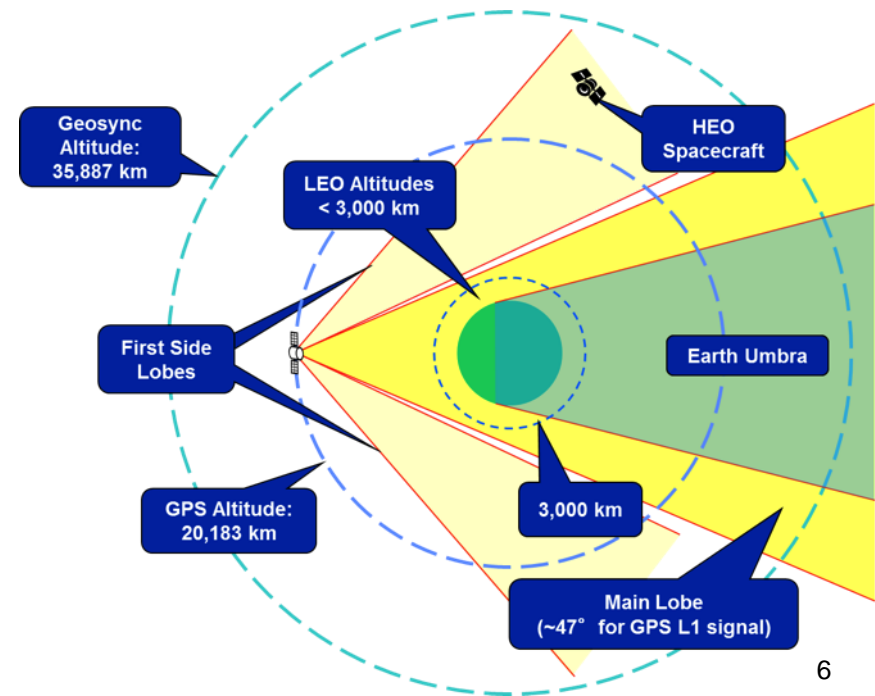 Geosync
Altitude:
35,887 km
HEO
Spacecraft
LEO Altitudes
< 3,000 km
First Side
Lobes
Earth Umbra
GPS Altitude:
20,183 km
3,000 km
Main Lobe
(~47° for GPS L1 signal)
6